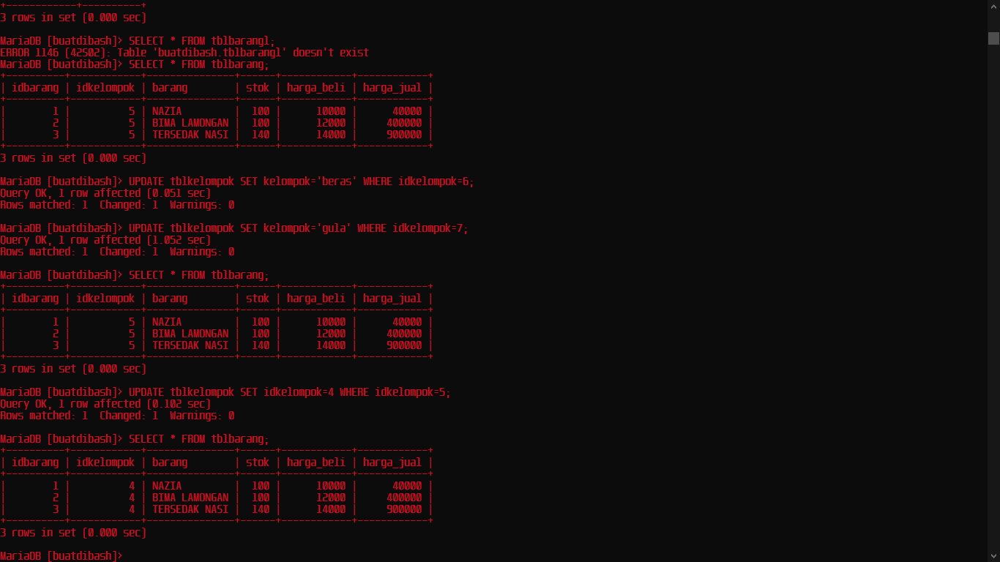 +------------+----------+
3 rows in set (0.000 sec)
MariaDB [buatdibash]> SELECT * FROM tblbarangl;
ERROR 1146 (42S02): Table 'buatdibash.tblbarangl' doesn't exist
MariaDB [buatdibash]> SELECT * FROM tblbarang;
+----------+------------+---------------+------+------------+------------+
| idbarang | idkelompok | barang        | stok | harga_beli | harga_jual |
+----------+------------+---------------+------+------------+------------+
|        1 |          5 | NAZIA         |  100 |      10000 |      40000 |
|        2 |          5 | BIMA LAMONGAN |  100 |      12000 |     400000 |
|        3 |          5 | TERSEDAK NASI |  140 |      14000 |     900000 |
+----------+------------+---------------+------+------------+------------+
3 rows in set (0.000 sec)
MariaDB [buatdibash]> UPDATE tblkelompok SET kelompok='beras' WHERE idkelompok=6;
Query OK, 1 row affected (0.051 sec)
Rows matched: 1  Changed: 1  Warnings: 0
MariaDB [buatdibash]> UPDATE tblkelompok SET kelompok='gula' WHERE idkelompok=7;
Query OK, 1 row affected (1.052 sec)
Rows matched: 1  Changed: 1  Warnings: 0
MariaDB [buatdibash]> SELECT * FROM tblbarang;
+----------+------------+---------------+------+------------+------------+
| idbarang | idkelompok | barang        | stok | harga_beli | harga_jual |
+----------+------------+---------------+------+------------+------------+
|        1 |          5 | NAZIA         |  100 |      10000 |      40000 |
|        2 |          5 | BIMA LAMONGAN |  100 |      12000 |     400000 |
|        3 |          5 | TERSEDAK NASI |  140 |      14000 |     900000 |
+----------+------------+---------------+------+------------+------------+
3 rows in set (0.000 sec)
MariaDB [buatdibash]> UPDATE tblkelompok SET idkelompok=4 WHERE idkelompok=5;
Query OK, 1 row affected (0.102 sec)
Rows matched: 1  Changed: 1  Warnings: 0
MariaDB [buatdibash]> SELECT * FROM tblbarang;
+----------+------------+---------------+------+------------+------------+
| idbarang | idkelompok | barang        | stok | harga_beli | harga_jual |
+----------+------------+---------------+------+------------+------------+
|        1 |          4 | NAZIA         |  100 |      10000 |      40000 |
|        2 |          4 | BIMA LAMONGAN |  100 |      12000 |     400000 |
|        3 |          4 | TERSEDAK NASI |  140 |      14000 |     900000 |
+----------+------------+---------------+------+------------+------------+
3 rows in set (0.000 sec)
MariaDB [buatdibash]>